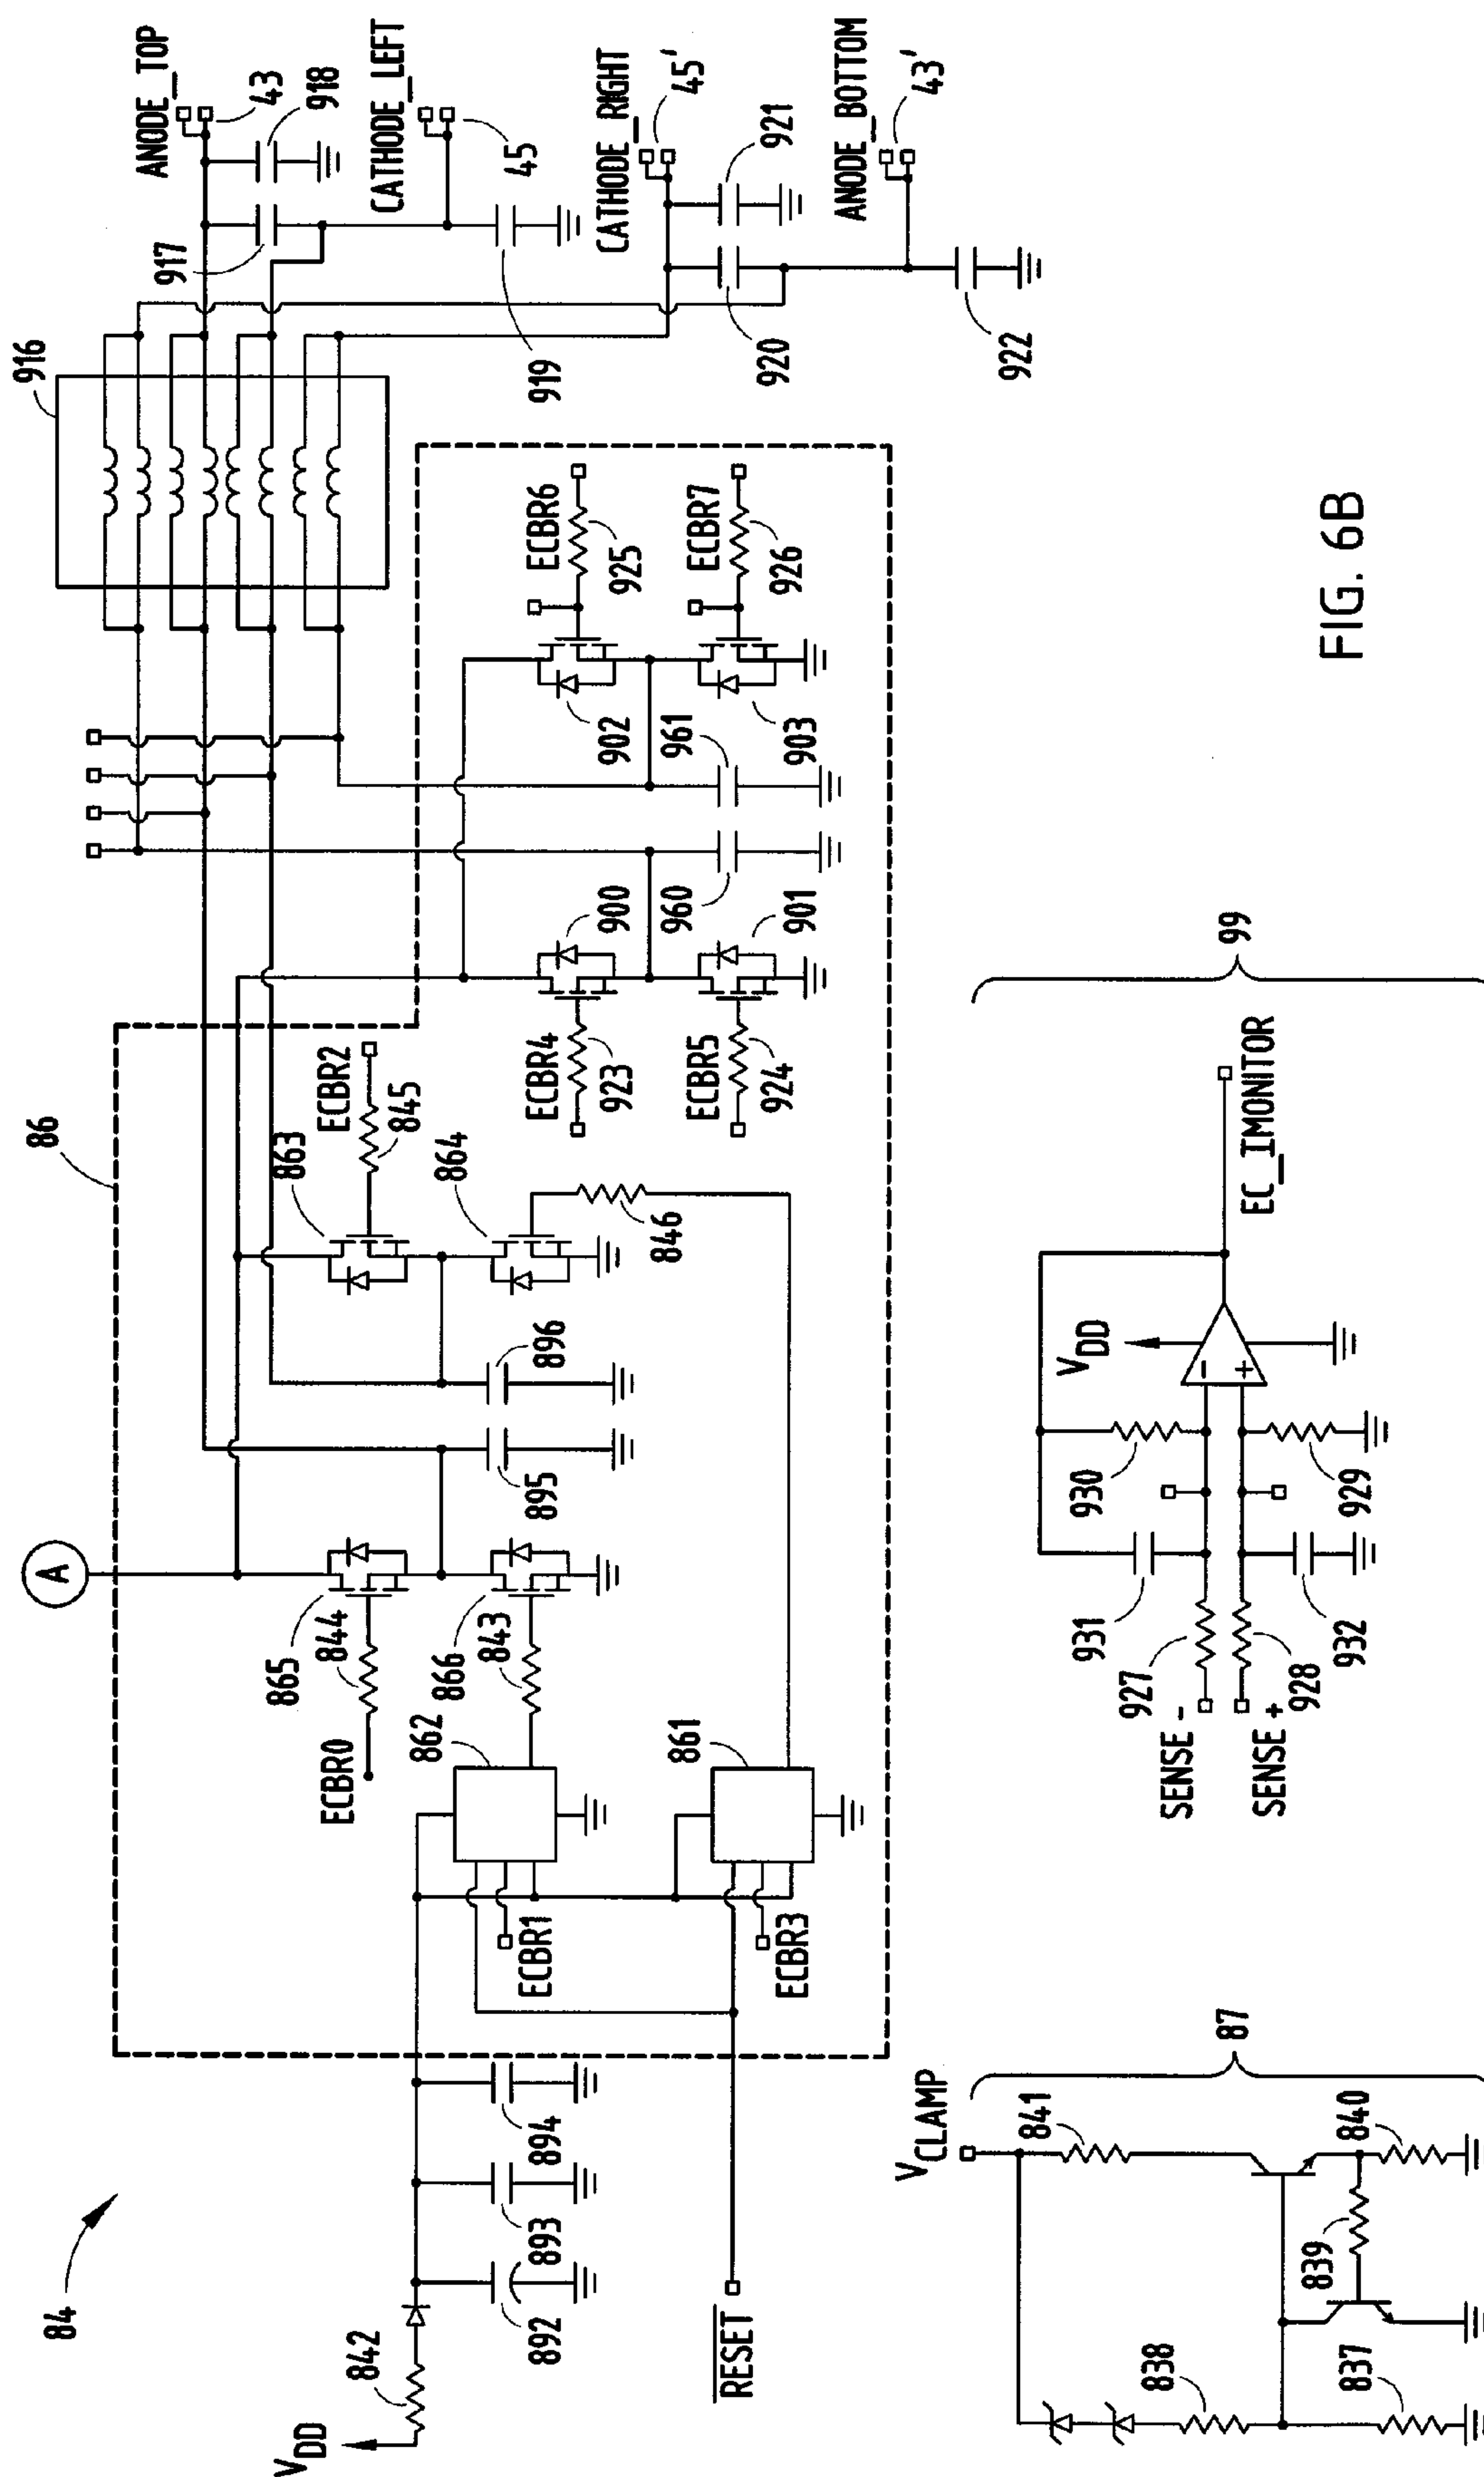 84
86
A
916
ANODE_TOP
43
918
917
CATHODE_LEFT
45
919
CATHODE_RIGHT
45'
921
920
ANODE_BOTTOM
43'
922
VDD
842
892
893
894
RESET
ECBR0
865
844
866
843
862
ECBR1
861
ECBR3
895
896
863
ECBR2
845
864
846
ECBR4
923
900
ECBR5
924
901
960
961
902
ECBR6
925
903
ECBR7
926
VCLAMP
841
838
839
840
837
87
SENSE -
SENSE +
927
928
931
932
930
929
VDD
-
+
EC_IMONITOR
99
FIG. 6B